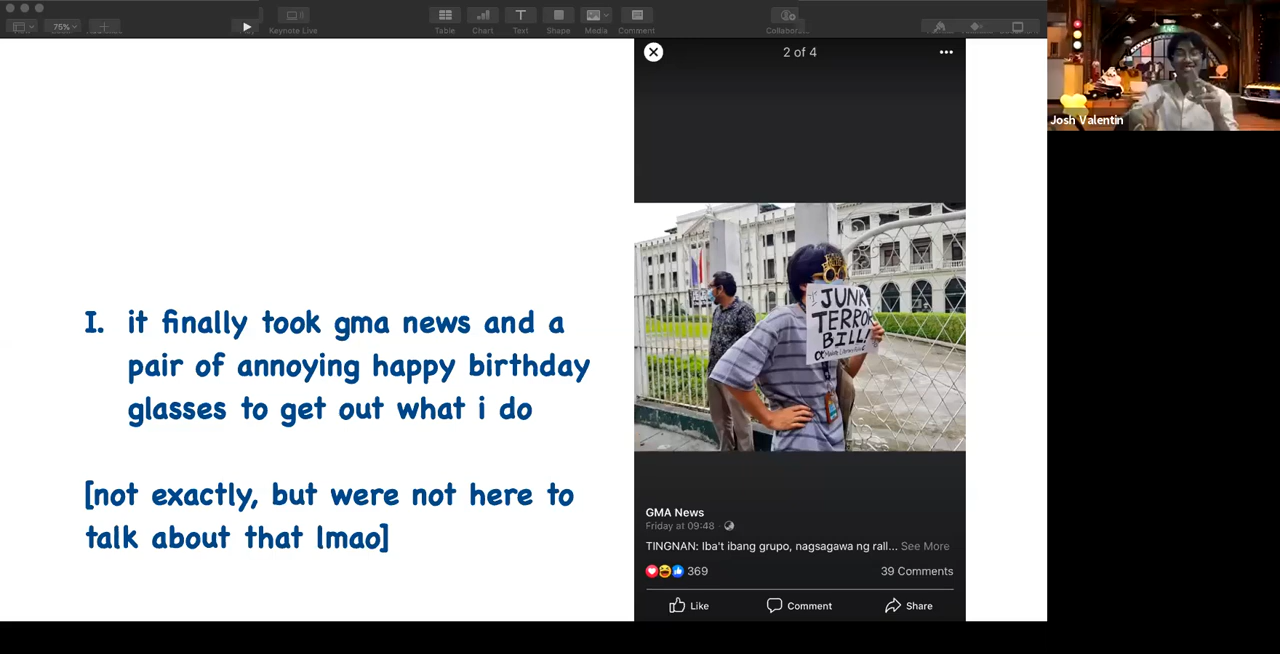 75%
Keynote Live
Table
Chart
Text
Shape
Media
Comment
2 of 4
Josh Valentin
JUNK
TERROR
BILL!
I. it finally took gma news and a
pair of annoying happy birthday
glasses to get out what i do
[not exactly, but were not here to
talk about that lmao]
GMA News
Friday at 09:48
TINGNAN: Iba't ibang grupo, nagsagawa ng rall... See More
369
39 Comments
Like
Comment
Share